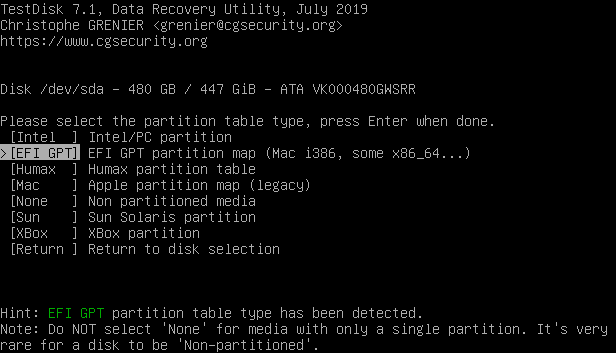 TestDisk 7.1, Data Recovery Utility, July 2019
Christophe GRENIER <grenier@cgsecurity.org>
https://www.cgsecurity.org
Disk /dev/sda - 480 GB / 447 GiB - ATA VK000480GWSRR
Please select the partition table type, press Enter when done.
[Intel  ] Intel/PC partition
>[EFI GPT] EFI GPT partition map (Mac i386, some x86_64...)
[Humax  ] Humax partition table
[Mac    ] Apple partition map (legacy)
[None   ] Non partitioned media
[Sun    ] Sun Solaris partition
[XBox   ] XBox partition
[Return ] Return to disk selection
Hint: EFI GPT partition table type has been detected.
Note: Do NOT select 'None' for media with only a single partition. It's very
rare for a disk to be 'Non-partitioned'.